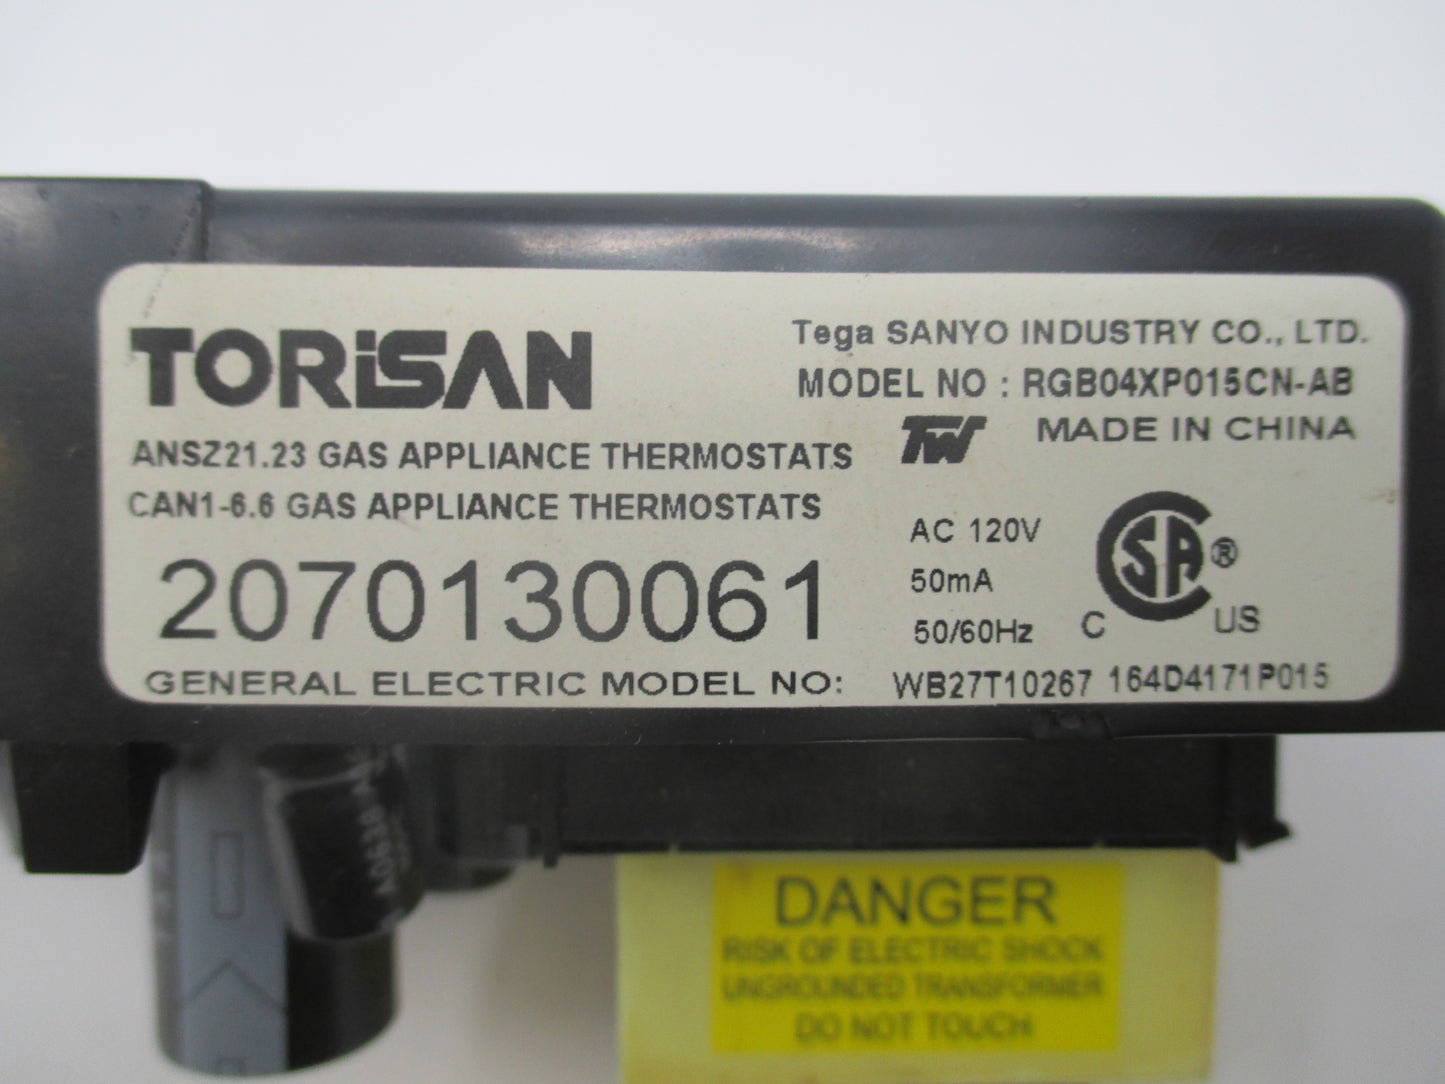 TORiSAN
Tega SANYO INDUSTRY CO., LTD.
MODEL NO : RGB04XP015CN-AB
TW MADE IN CHINA
ANSZ21.23 GAS APPLIANCE THERMOSTATS
CAN1-6.6 GAS APPLIANCE THERMOSTATS
2070130061
AC 120V
50mA
50/60Hz
C SA ® US
GENERAL ELECTRIC MODEL NO: WB27T10267 164D4171P015
DANGER
RISK OF ELECTRIC SHOCK
UNGROUNDED TRANSFORMER
DO NOT TOUCH